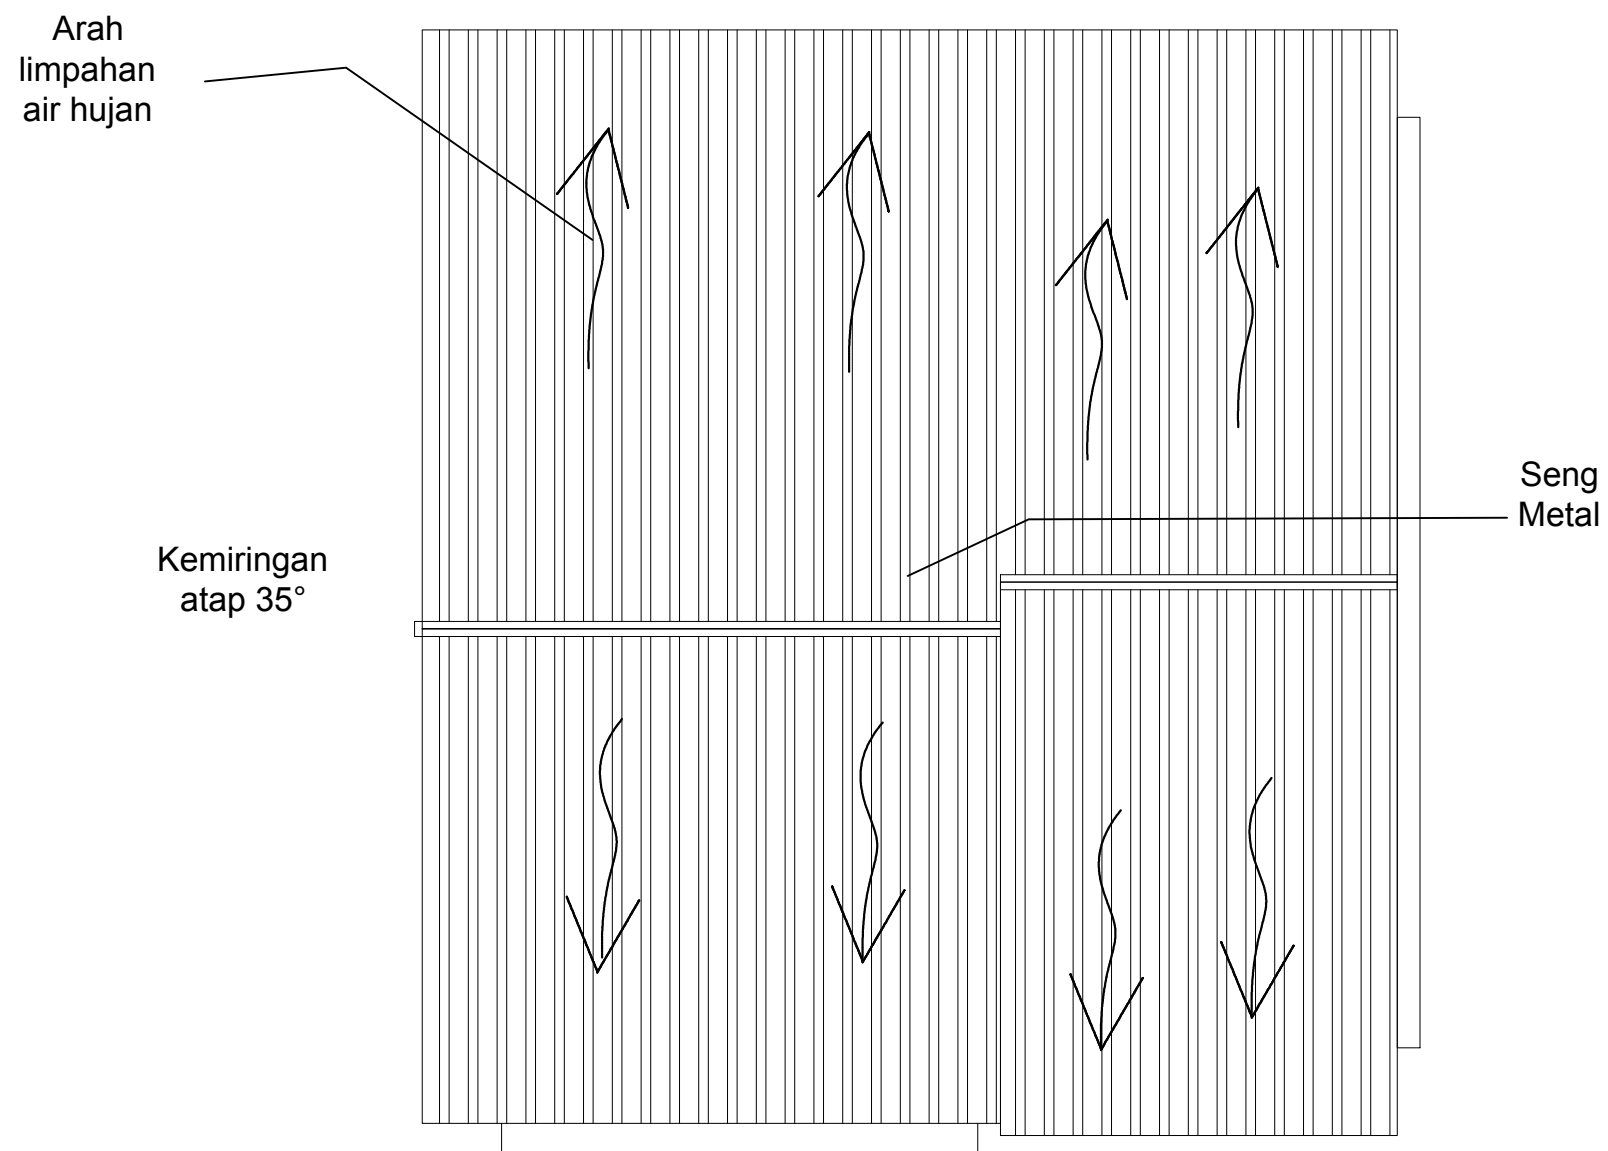 Arah
limpahan
air hujan
Seng
Metal
Kemiringan
atap 35°